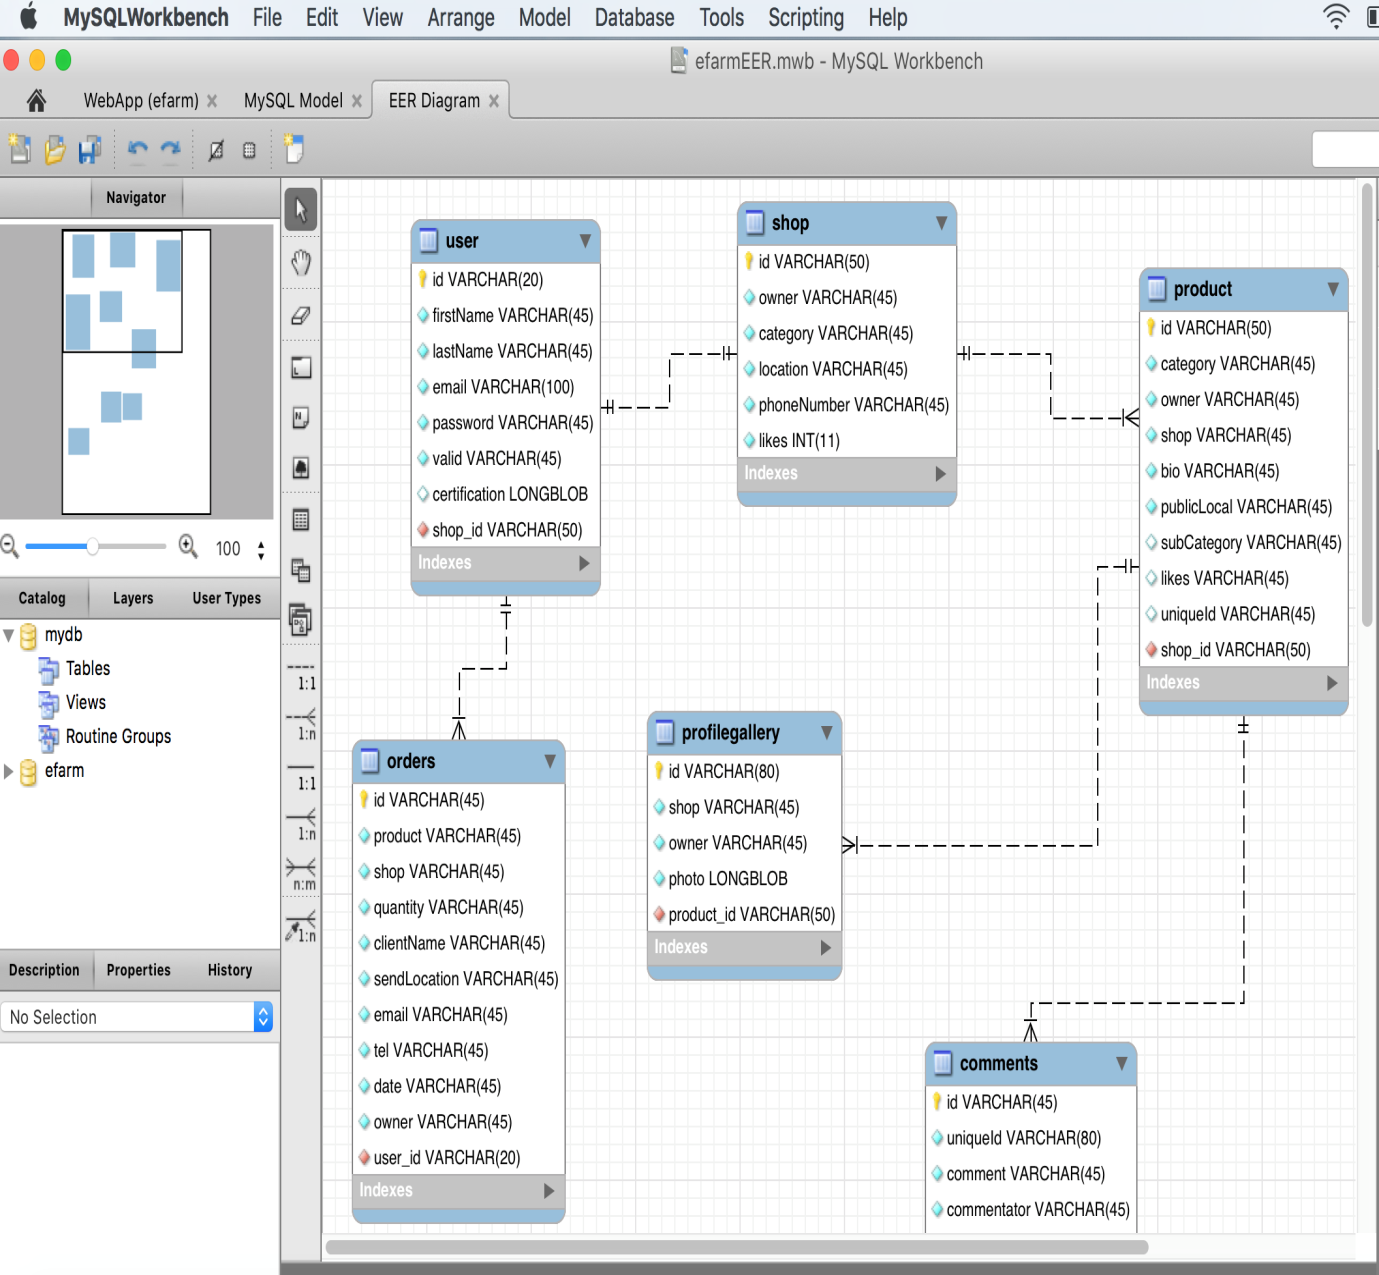 MySQLWorkbench File Edit View Arrange Model Database Tools Scripting Help
efarmEER.mwb - MySQL Workbench
WebApp (efarm) MySQL Model EER Diagram
Navigator
100
Catalog Layers User Types
mydb
Tables
Views
Routine Groups
efarm
Description Properties History
No Selection
L
N
1:1
1:n
1:1
1:n
n:m
1:n
user
id VARCHAR(20)
firstName VARCHAR(45)
lastName VARCHAR(45)
email VARCHAR(100)
password VARCHAR(45)
valid VARCHAR(45)
certification LONGBLOB
shop_id VARCHAR(50)
Indexes
shop
id VARCHAR(50)
owner VARCHAR(45)
category VARCHAR(45)
location VARCHAR(45)
phoneNumber VARCHAR(45)
likes INT(11)
Indexes
product
id VARCHAR(50)
category VARCHAR(45)
owner VARCHAR(45)
shop VARCHAR(45)
bio VARCHAR(45)
publicLocal VARCHAR(45)
subCategory VARCHAR(45)
likes VARCHAR(45)
uniqueId VARCHAR(45)
shop_id VARCHAR(50)
Indexes
orders
id VARCHAR(45)
product VARCHAR(45)
shop VARCHAR(45)
quantity VARCHAR(45)
clientName VARCHAR(45)
sendLocation VARCHAR(45)
email VARCHAR(45)
tel VARCHAR(45)
date VARCHAR(45)
owner VARCHAR(45)
user_id VARCHAR(20)
Indexes
profilegallery
id VARCHAR(80)
shop VARCHAR(45)
owner VARCHAR(45)
photo LONGBLOB
product_id VARCHAR(50)
Indexes
comments
id VARCHAR(45)
uniqueId VARCHAR(80)
comment VARCHAR(45)
commentator VARCHAR(45)